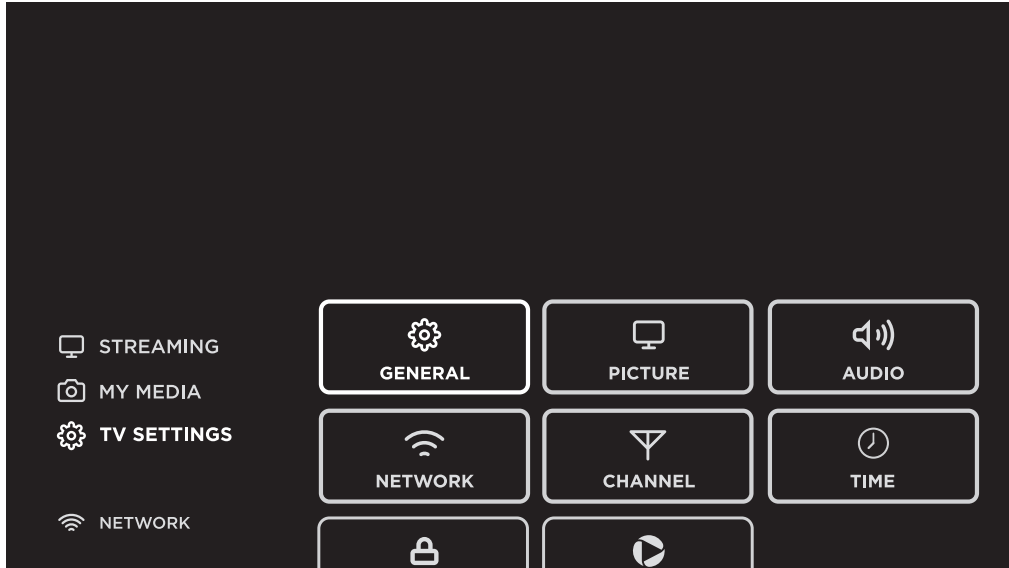 STREAMING
MY MEDIA
TV SETTINGS
NETWORK
GENERAL
PICTURE
AUDIO
NETWORK
CHANNEL
TIME